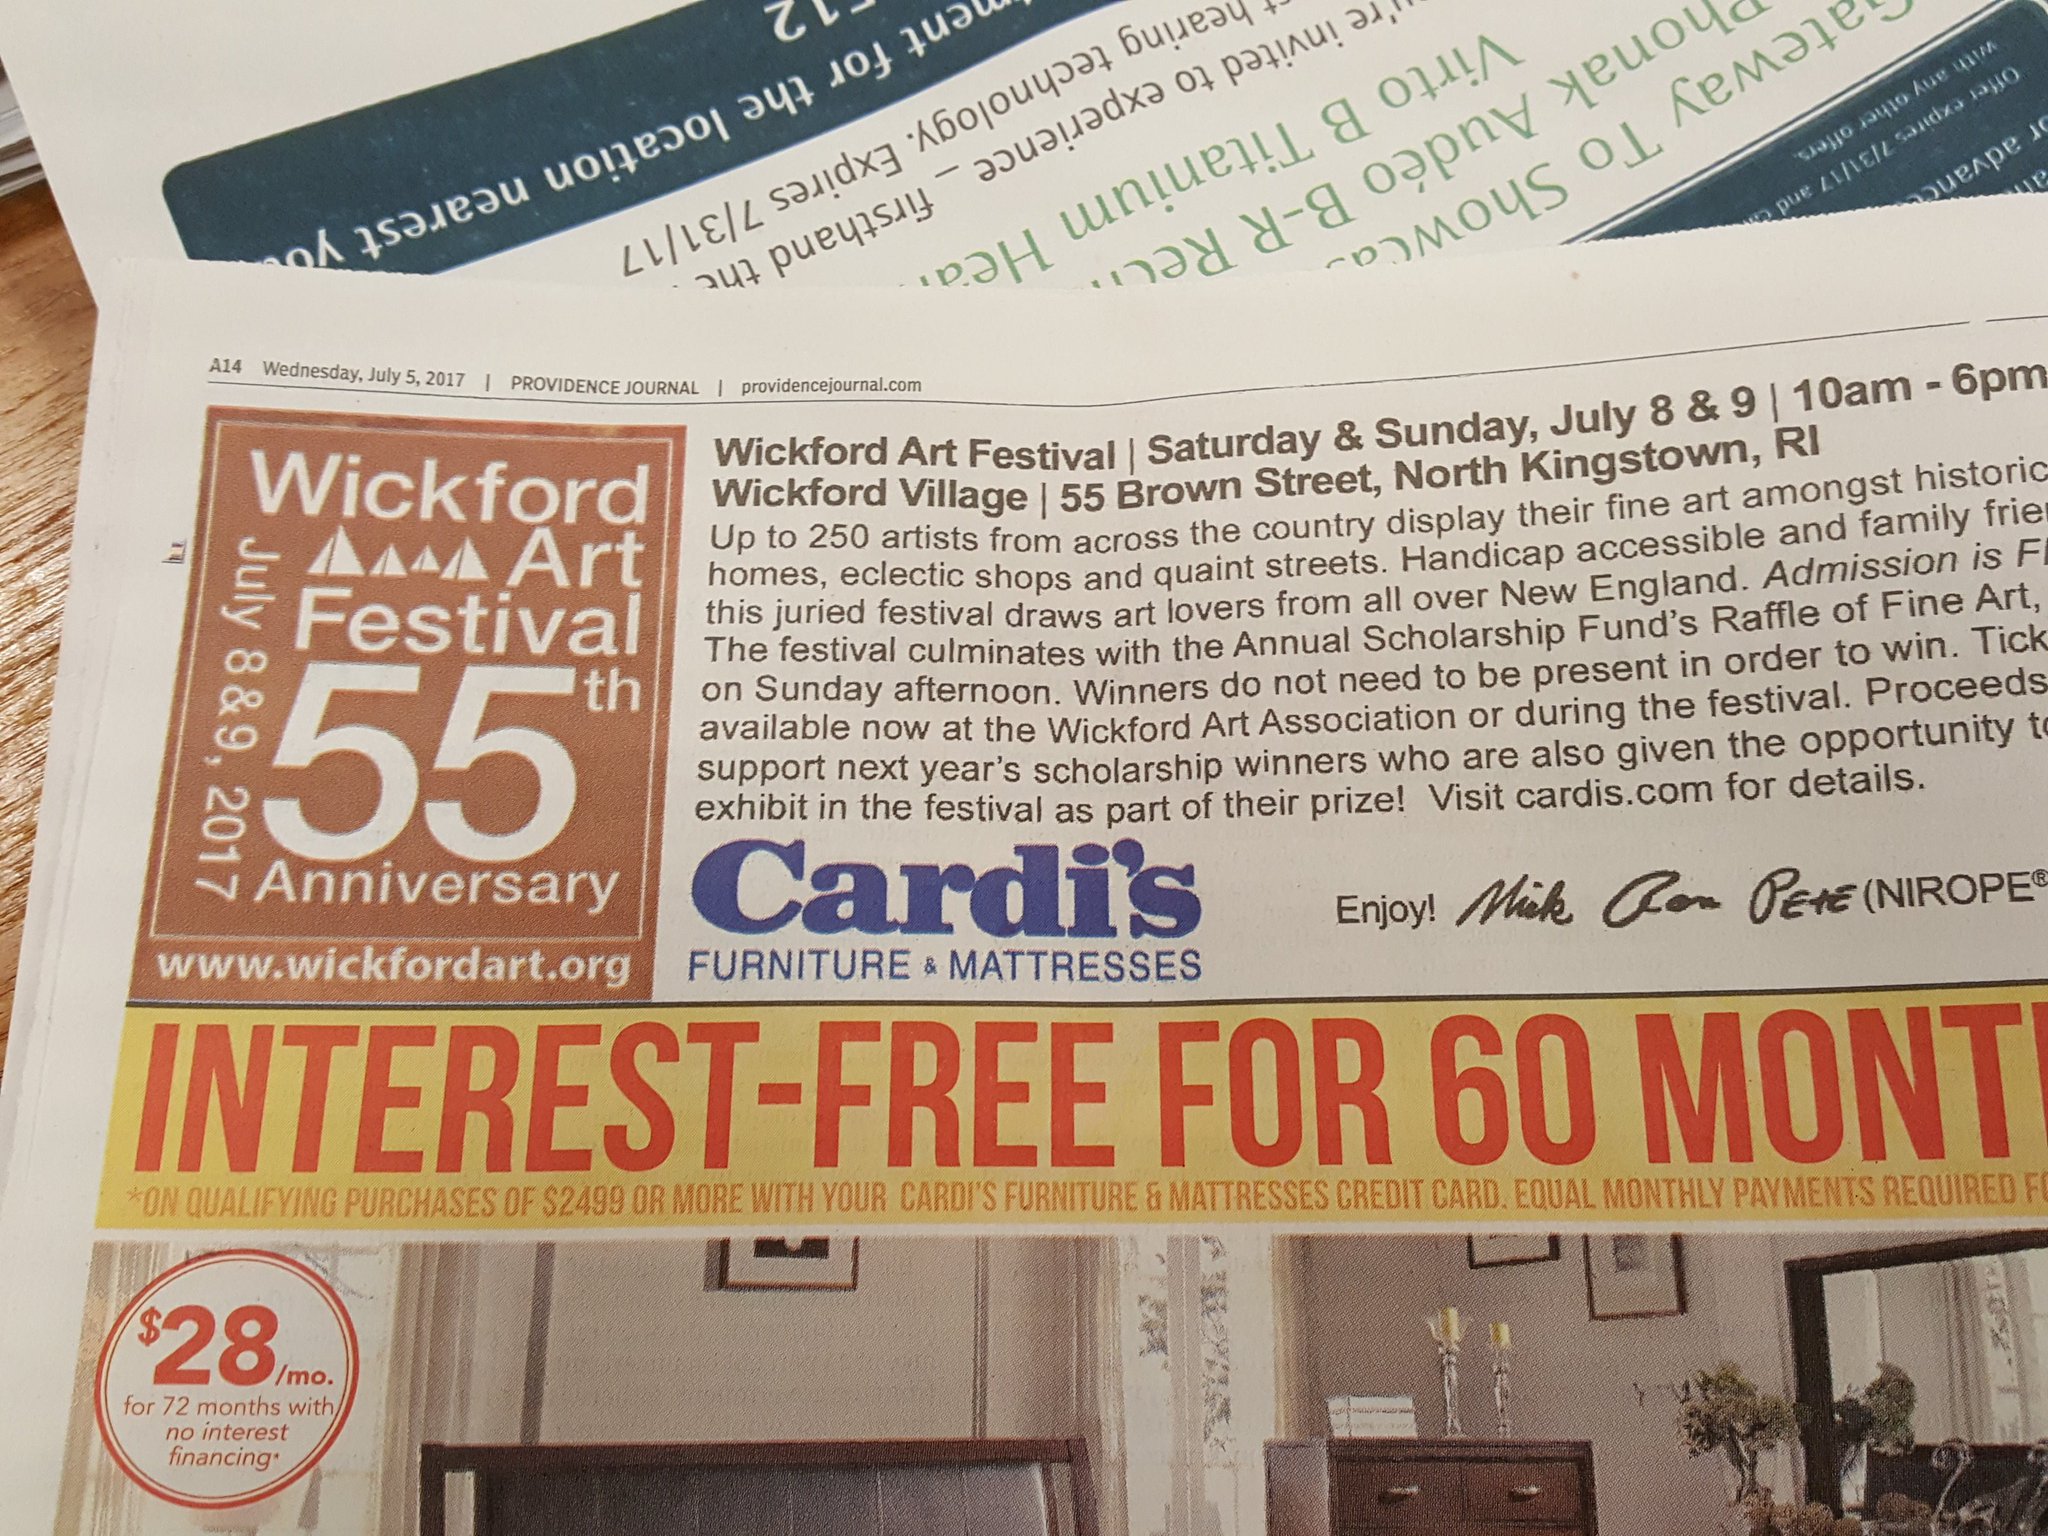 ment for the location nearest you
512
You're invited to experience – firsthand the
hearing technology. Expires 7/31/17
Gateway To Showcas
Phonak Audéo B-R
Virto B Titanium
Offer expires 7/31/17 and
with any other offers.
A14 Wednesday, July 5, 2017 | PROVIDENCE JOURNAL | providencejournal.com
Wickford
Art
Festival
55th
Anniversary
July 8&9, 2017
www.wickfordart.org
Wickford Art Festival | Saturday & Sunday, July 8 & 9 | 10am - 6pm
Wickford Village | 55 Brown Street, North Kingstown, RI
Up to 250 artists from across the country display their fine art amongst historic
homes, eclectic shops and quaint streets. Handicap accessible and family frie
this juried festival draws art lovers from all over New England. Admission is F
The festival culminates with the Annual Scholarship Fund's Raffle of Fine Art,
on Sunday afternoon. Winners do not need to be present in order to win. Tick
available now at the Wickford Art Association or during the festival. Proceeds
support next year's scholarship winners who are also given the opportunity to
exhibit in the festival as part of their prize! Visit cardis.com for details.
Cardi's
FURNITURE & MATTRESSES
Enjoy! Nick Ron PETE (NIROPE®
INTEREST-FREE FOR 60 MONT
*ON QUALIFYING PURCHASES OF $2499 OR MORE WITH YOUR CARDI'S FURNITURE & MATTRESSES CREDIT CARD. EQUAL MONTHLY PAYMENTS REQUIRED FO
$28/mo.
for 72 months with
no interest
financing*